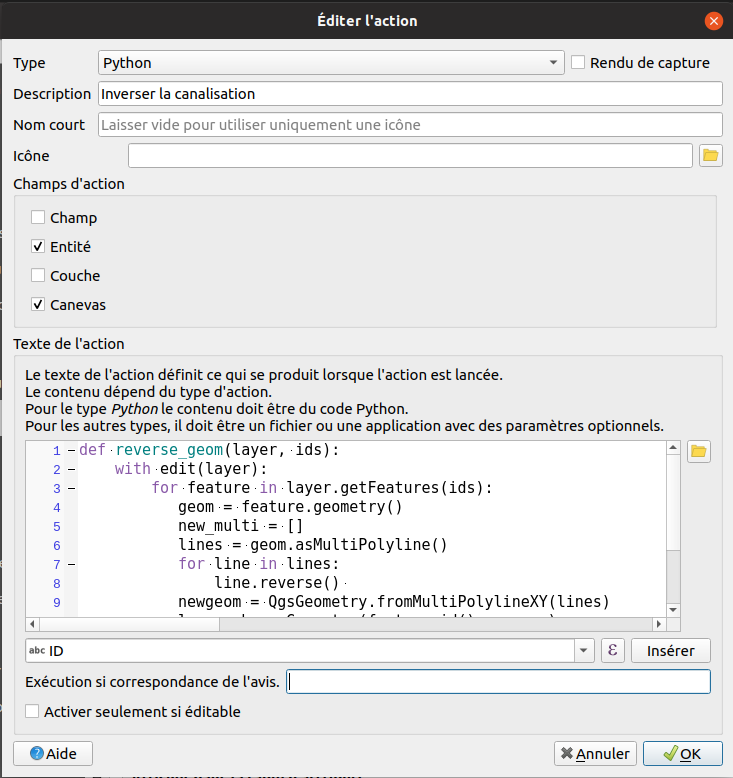 Éditer l'action
Type Python Rendu de capture
Description Inverser la canalisation
Nom court Laisser vide pour utiliser uniquement une icône
Icône
Champs d'action
Champ
Entité
Couche
Canevas
Texte de l'action
Le texte de l'action définit ce qui se produit lorsque l'action est lancée.
Le contenu dépend du type d'action.
Pour le type Python le contenu doit être du code Python.
Pour les autres types, il doit être un fichier ou une application avec des paramètres optionnels.
1 def reverse_geom(layer, ids):
2 with edit(layer):
3 for feature in layer.getFeatures(ids):
4 geom = feature.geometry()
5 new_multi = []
6 lines = geom.asMultiPolyline()
7 for line in lines:
8 line.reverse()
9 newgeom = QgsGeometry.fromMultiPolylineXY(lines)
abc ID ε Insérer
Exécution si correspondance de l'avis.
Activer seulement si éditable
Aide Annuler OK